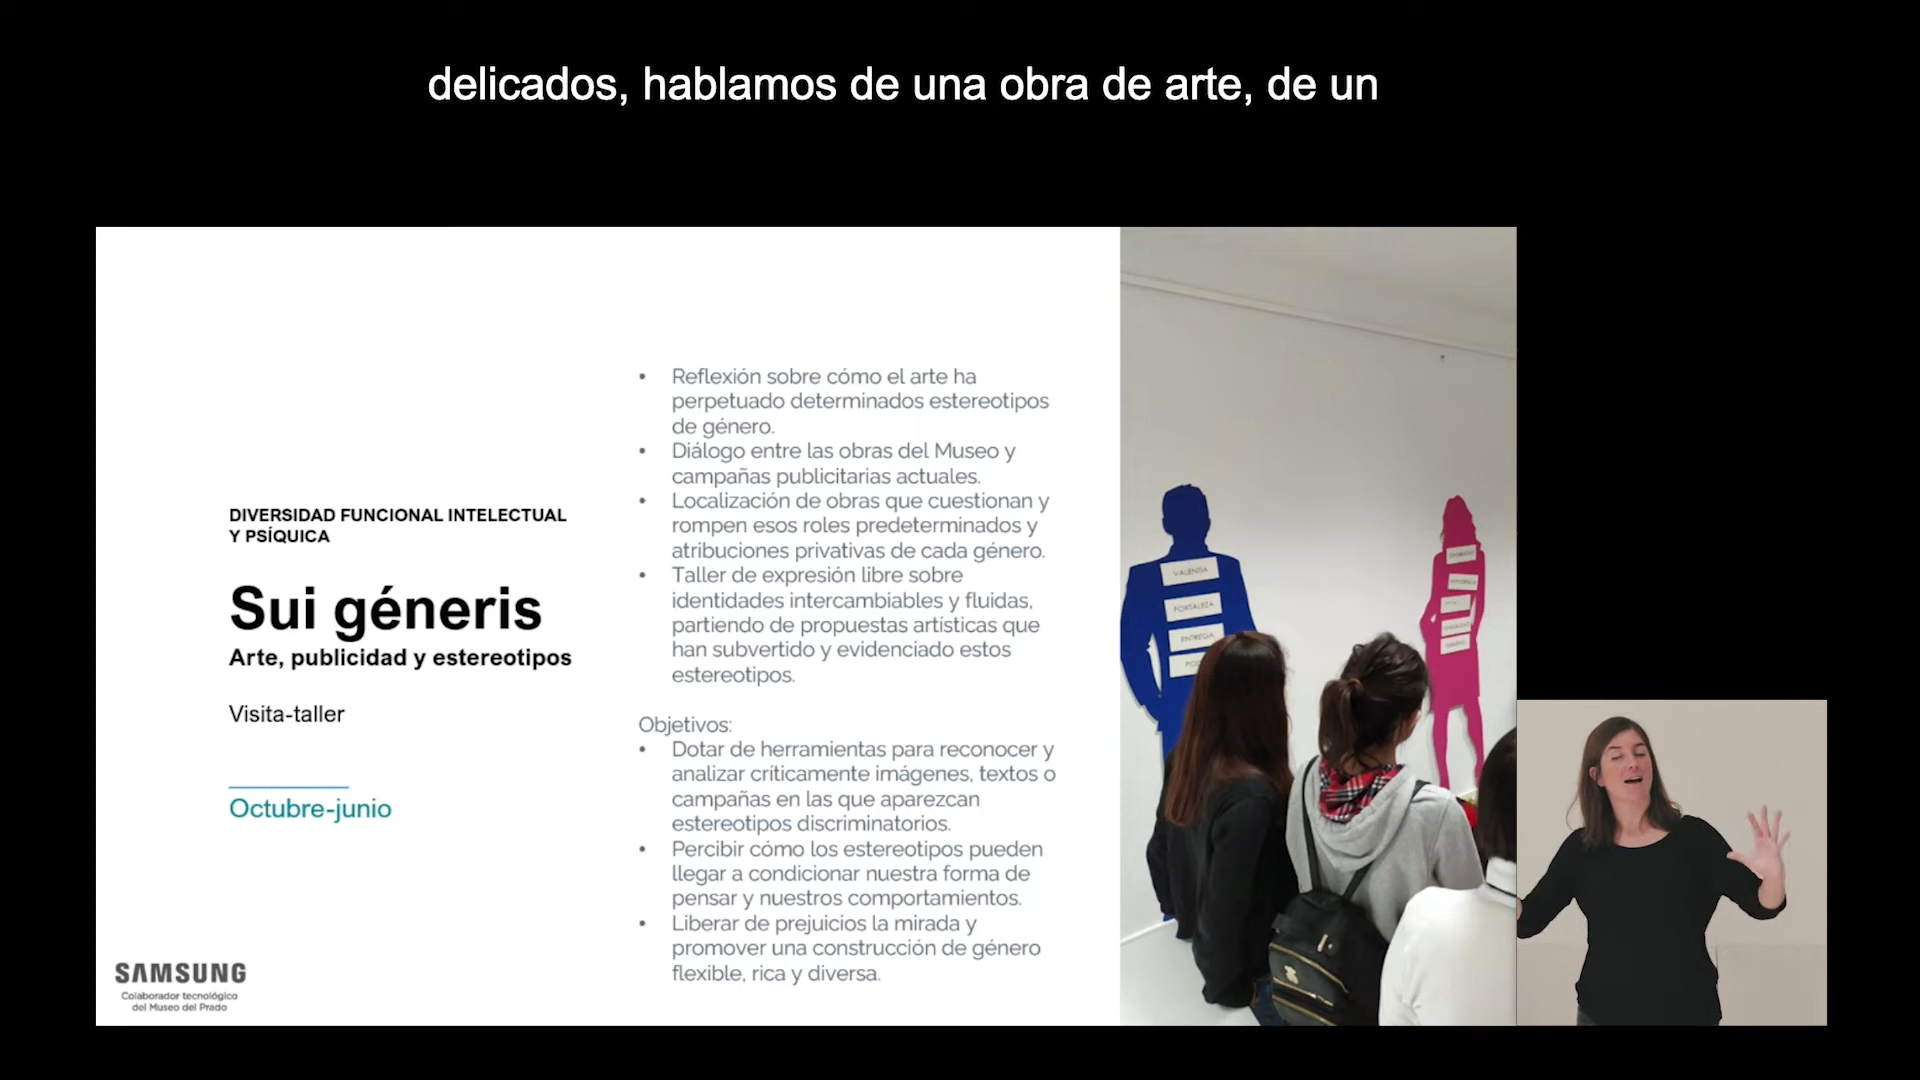 delicados, hablamos de una obra de arte, de un
DIVERSIDAD FUNCIONAL INTELECTUAL
Y PSÍQUICA
Sui géneris
Arte, publicidad y estereotipos
Visita-taller
Octubre-junio
SAMSUNG
Colaborador tecnológico
del Museo del Prado
• Reflexión sobre cómo el arte ha
perpetuado determinados estereotipos
de género.
• Diálogo entre las obras del Museo y
campañas publicitarias actuales.
• Localización de obras que cuestionan y
rompen esos roles predeterminados y
atribuciones privativas de cada género.
• Taller de expresión libre sobre
identidades intercambiables y fluidas,
partiendo de propuestas artísticas que
han subvertido y evidenciado estos
estereotipos.
Objetivos:
• Dotar de herramientas para reconocer y
analizar críticamente imágenes, textos o
campañas en las que aparezcan
estereotipos discriminatorios.
• Percibir cómo los estereotipos pueden
llegar a condicionar nuestra forma de
pensar y nuestros comportamientos.
• Liberar de prejuicios la mirada y
promover una construcción de género
flexible, rica y diversa.
VALENTÍA
FORTALEZA
ENTREGA